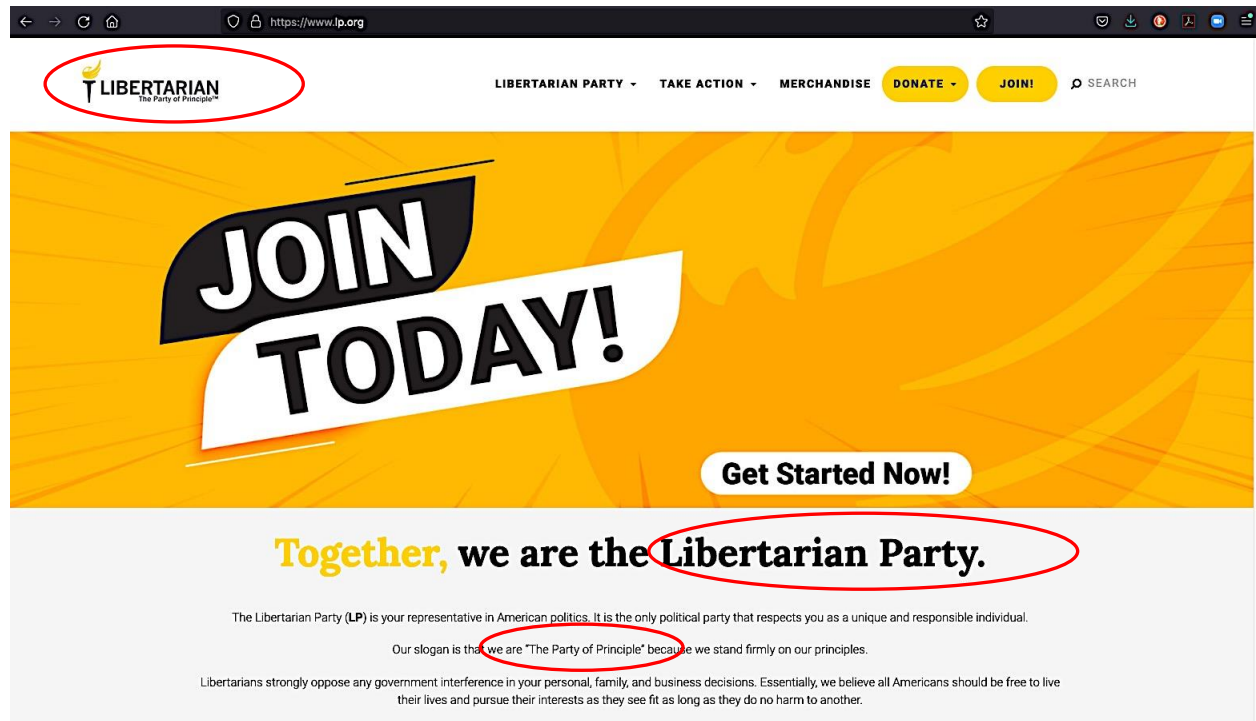 https://www.lp.org
LIBERTARIAN
The Party of Principle™
LIBERTARIAN PARTY
TAKE ACTION
MERCHANDISE
DONATE
JOIN!
SEARCH
JOIN
TODAY!
Get Started Now!
Together, we are the Libertarian Party.
The Libertarian Party (LP) is your representative in American politics. It is the only political party that respects you as a unique and responsible individual.
Our slogan is that we are "The Party of Principle" because we stand firmly on our principles.
Libertarians strongly oppose any government interference in your personal, family, and business decisions. Essentially, we believe all Americans should be free to live
their lives and pursue their interests as they see fit as long as they do no harm to another.